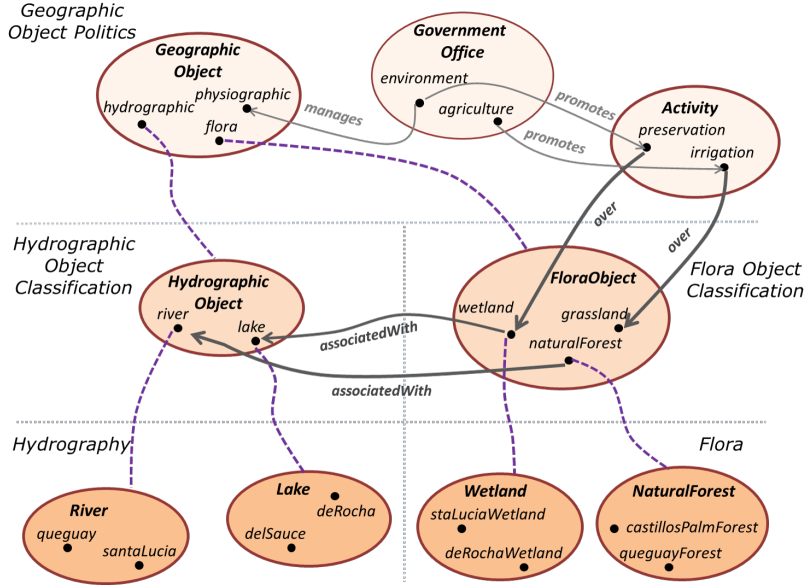 Geographic
Object Politics
Geographic
Object
hydrographic
physiographic
flora
Government
Office
environment
agriculture
manages
promotes
promotes
Activity
preservation
irrigation
over
over
Hydrographic
Object
Classification
Hydrographic
Object
river
lake
associatedWith
associatedWith
FloraObject
wetland
grassland
naturalForest
Flora Object
Classification
Hydrography
Flora
River
queguay
santaLucia
Lake
deRocha
delSauce
Wetland
staLuciaWetland
deRochaWetland
NaturalForest
castillosPalmForest
queguayForest